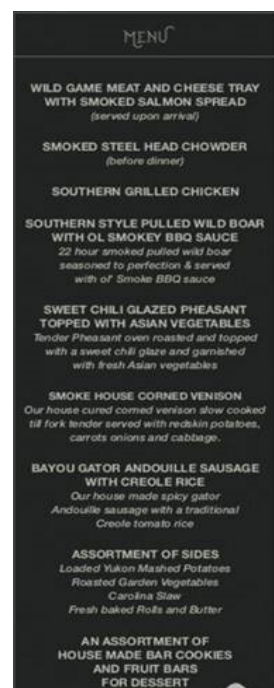 MENU
WILD GAME MEAT AND CHEESE TRAY
WITH SMOKED SALMON SPREAD
(served upon arrival)
SMOKED STEEL HEAD CHOWDER
(before dinner)
SOUTHERN GRILLED CHICKEN
SOUTHERN STYLE PULLED WILD BOAR
WITH OL SMOKEY BBQ SAUCE
22 hour smoked pulled wild boar
seasoned to perfection & served
with ol' Smoke BBQ sauce
SWEET CHILI GLAZED PHEASANT
TOPPED WITH ASIAN VEGETABLES
Tender Pheasant oven roasted and topped
with a sweet chili glaze and garnished
with fresh Asian vegetables
SMOKE HOUSE CORNED VENISON
Our house cured corned venison slow cooked
till fork tender served with redskin potatoes,
carrots onions and cabbage.
BAYOU GATOR ANDOUILLE SAUSAGE
WITH CREOLE RICE
Our house made spicy gator
Andouille sausage with a traditional
Creole tomato rice
ASSORTMENT OF SIDES
Loaded Yukon Mashed Potatoes
Roasted Garden Vegetables
Carolina Slaw
Fresh baked Rolls and Butter
AN ASSORTMENT OF
HOUSE MADE BAR COOKIES
AND FRUIT BARS
FOR DESSERT